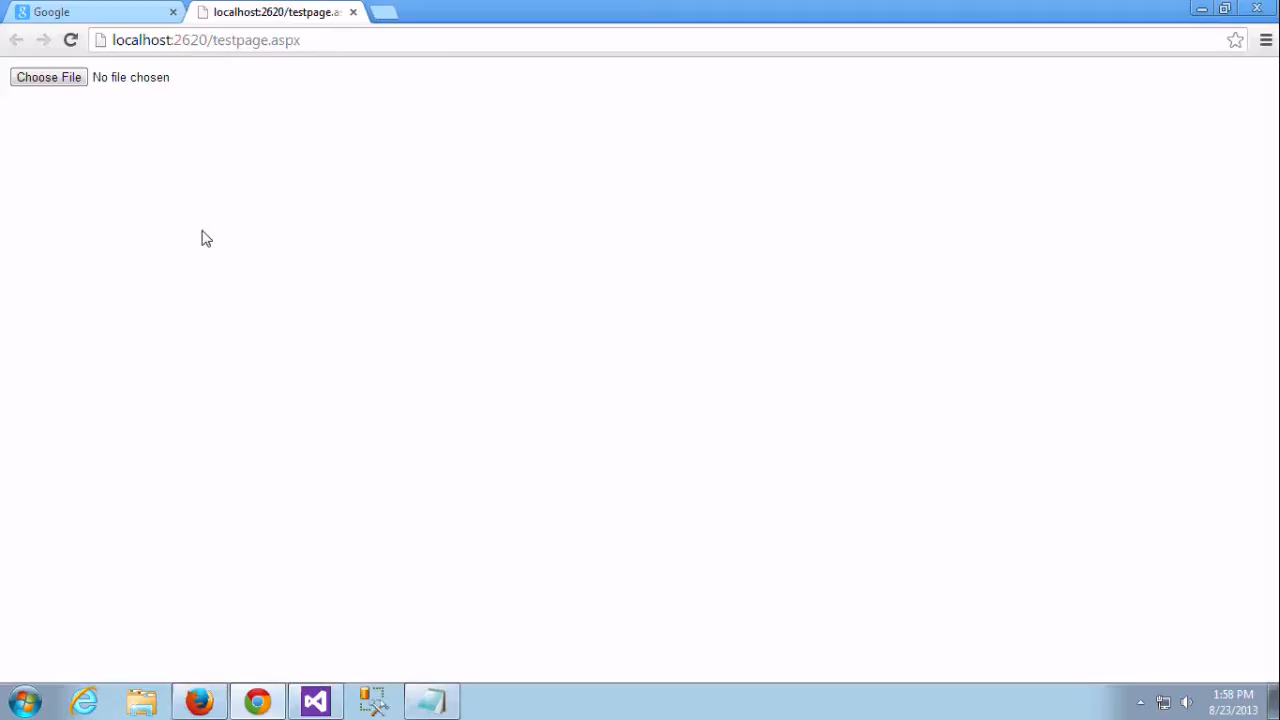 Google
localhost:2620/testpage.a
localhost:2620/testpage.aspx
Choose File No file chosen
1:58 PM
8/23/2013